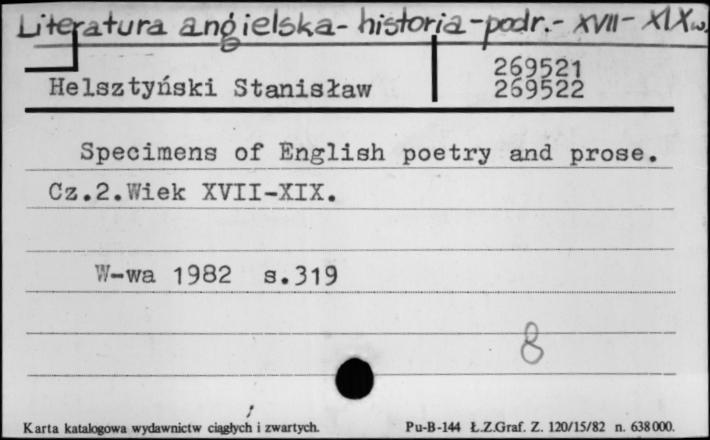 Literatura angielska - historia - podr. - XVII - XIX w.
269521
Helsztyński Stanisław 269522
Specimens of English poetry and prose.
Cz.2.Wiek XVII-XIX.
W-wa 1982 s.319
8
Karta katalogowa wydawnictw ciągłych i zwartych. Pu-B-144 Ł.Z.Graf. Z. 120/15/82 n. 638000.